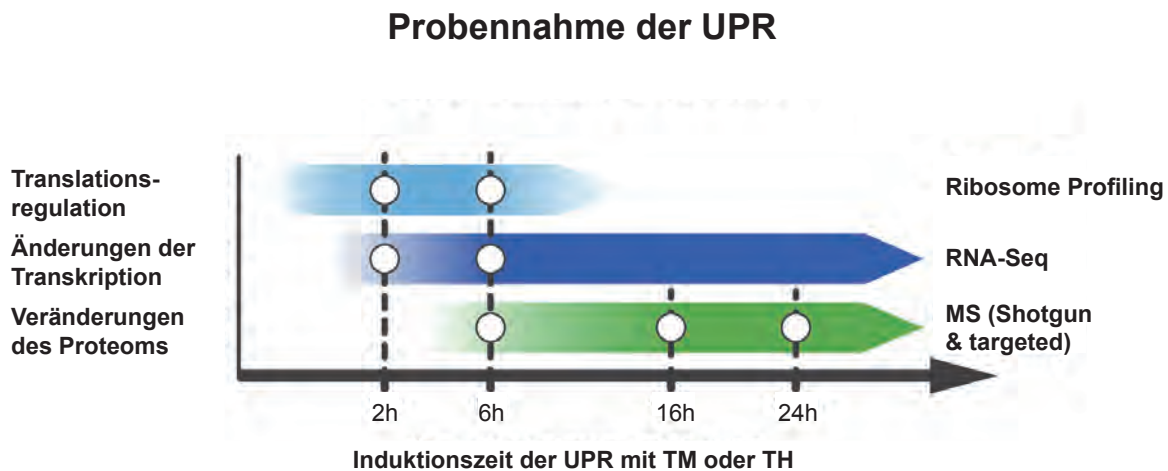 Probennahme der UPR
Translations-
regulation
Ribosome Profiling
Änderungen der
Transkription
RNA-Seq
Veränderungen
des Proteoms
MS (Shotgun
& targeted)
2h 6h 16h 24h
Induktionszeit der UPR mit TM oder TH